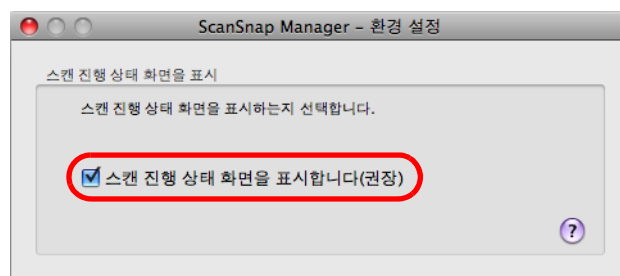 ScanSnap Manager – 환경 설정
스캔 진행 상태 화면을 표시
스캔 진행 상태 화면을 표시하는지 선택합니다.
스캔 진행 상태 화면을 표시합니다(권장)
?